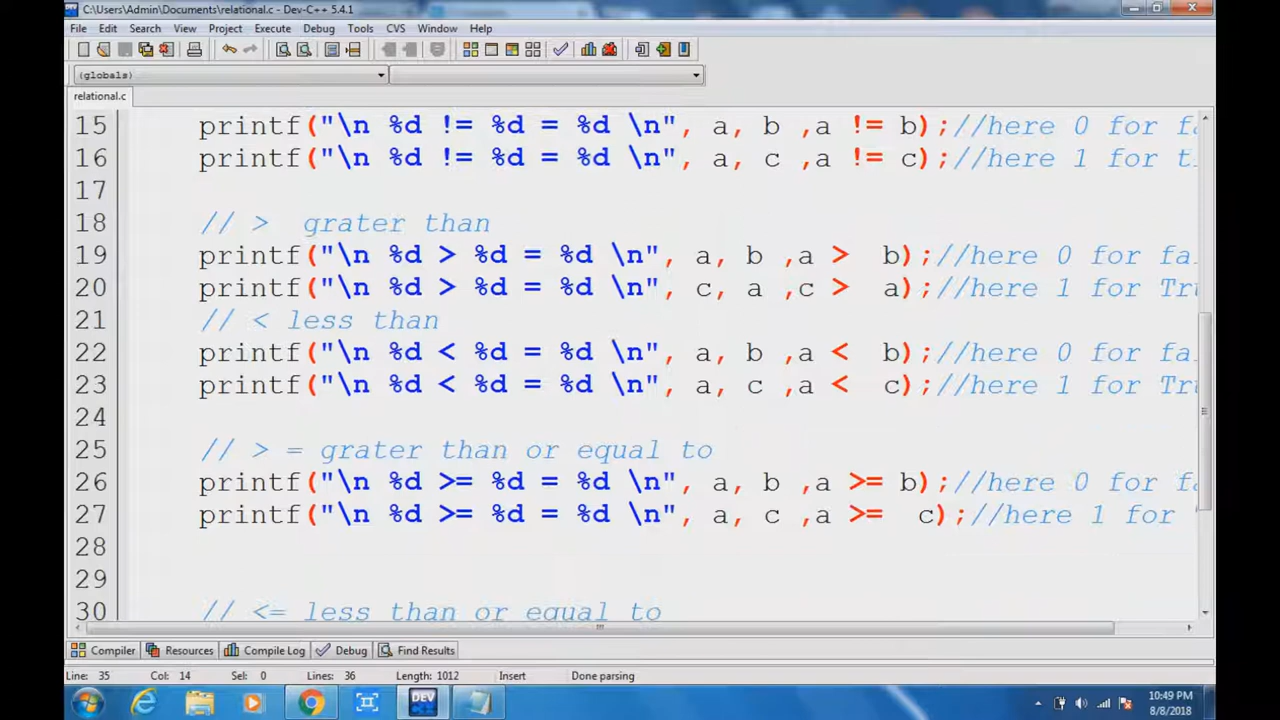 C:\Users\Admin\Documents\relational.c - Dev-C++ 5.4.1
File Edit Search View Project Execute Debug Tools CVS Window Help
(globals)
relational.c
15 printf("\n %d != %d = %d \n", a, b ,a != b);//here 0 for fa
16 printf("\n %d != %d = %d \n", a, c ,a != c);//here 1 for t
17
18 // > grater than
19 printf("\n %d > %d = %d \n", a, b ,a > b);//here 0 for fa
20 printf("\n %d > %d = %d \n", c, a ,c > a);//here 1 for Tr
21 // < less than
22 printf("\n %d < %d = %d \n", a, b ,a < b);//here 0 for fa
23 printf("\n %d < %d = %d \n", a, c ,a < c);//here 1 for Tr
24
25 // > = grater than or equal to
26 printf("\n %d >= %d = %d \n", a, b ,a >= b);//here 0 for f
27 printf("\n %d >= %d = %d \n", a, c ,a >= c);//here 1 for
28
29
30 // <= less than or equal to
Compiler Resources Compile Log Debug Find Results
Line: 35 Col: 14 Sel: 0 Lines: 36 Length: 1012 Insert Done parsing
DEV
10:49 PM
8/8/2018